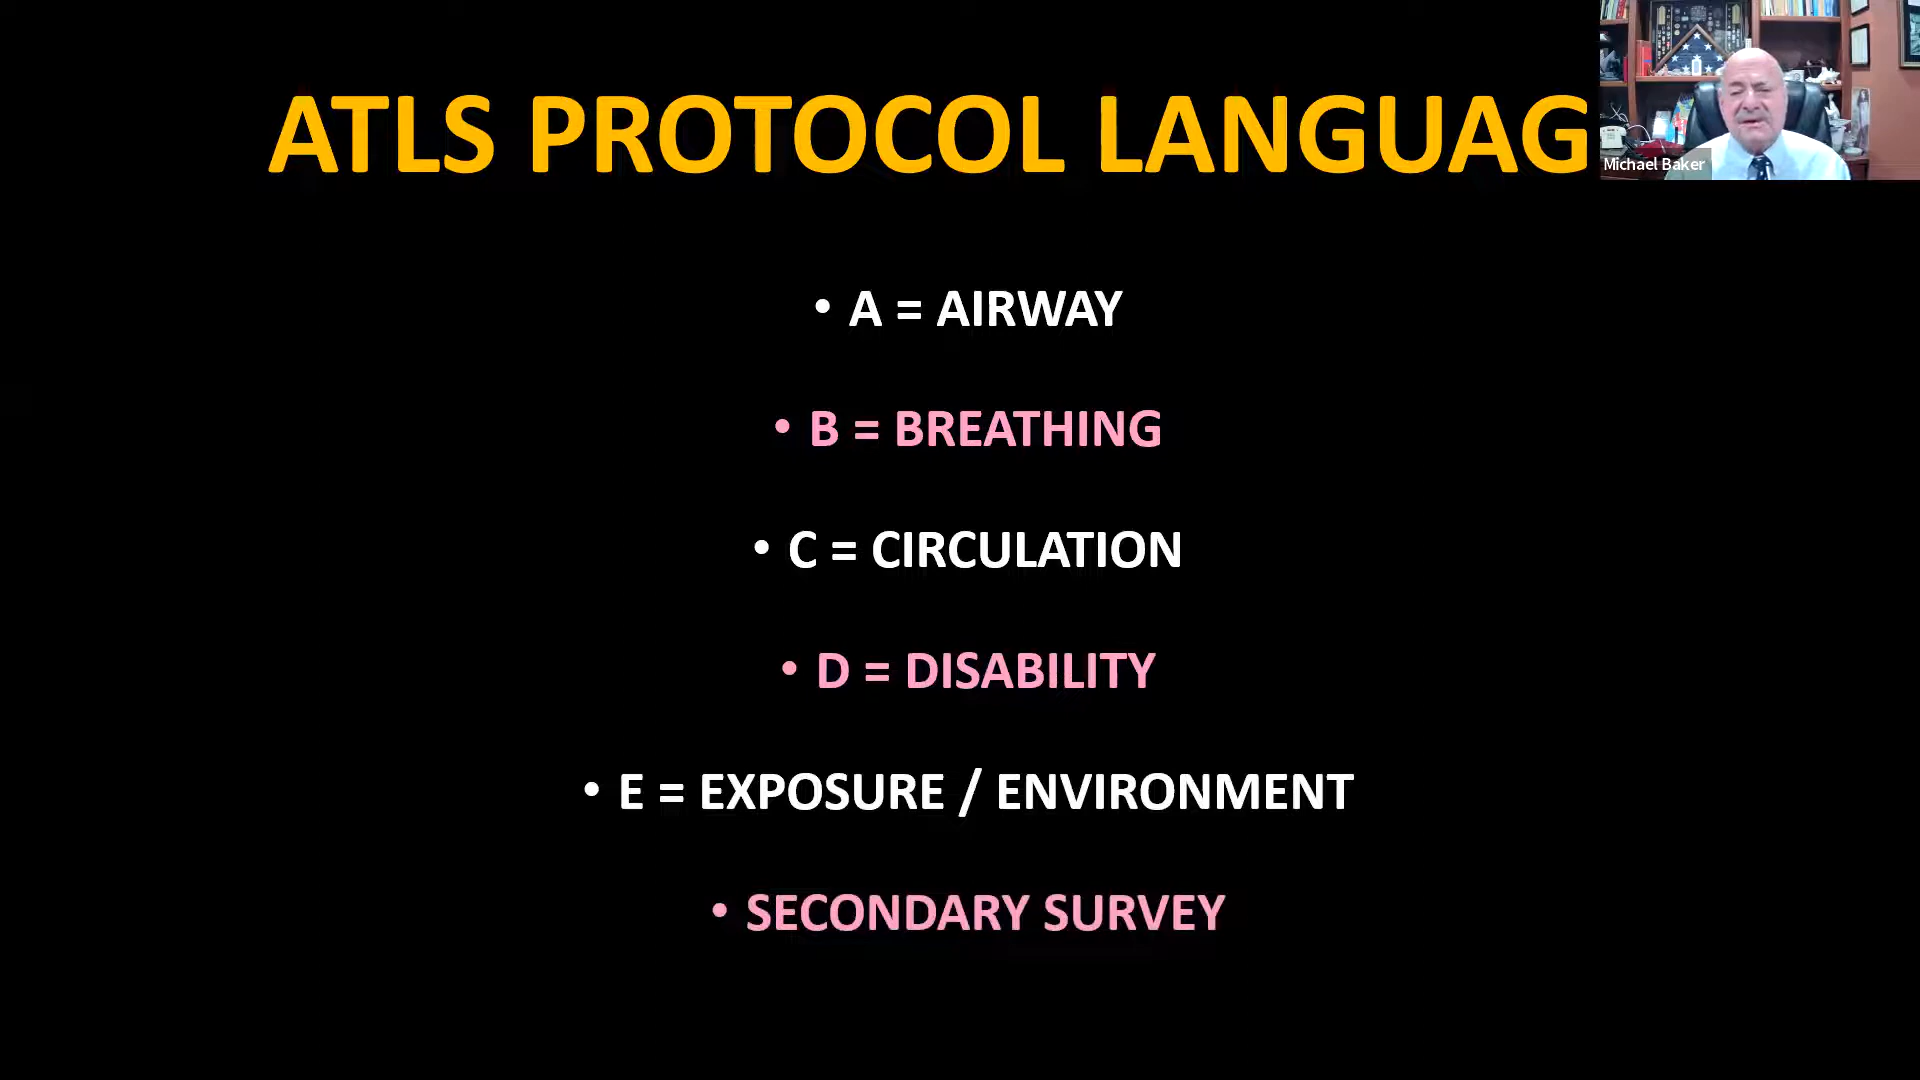 ATLS PROTOCOL LANGUAG
Michael Baker
• A = AIRWAY
• B = BREATHING
• C = CIRCULATION
• D = DISABILITY
• E = EXPOSURE / ENVIRONMENT
• SECONDARY SURVEY